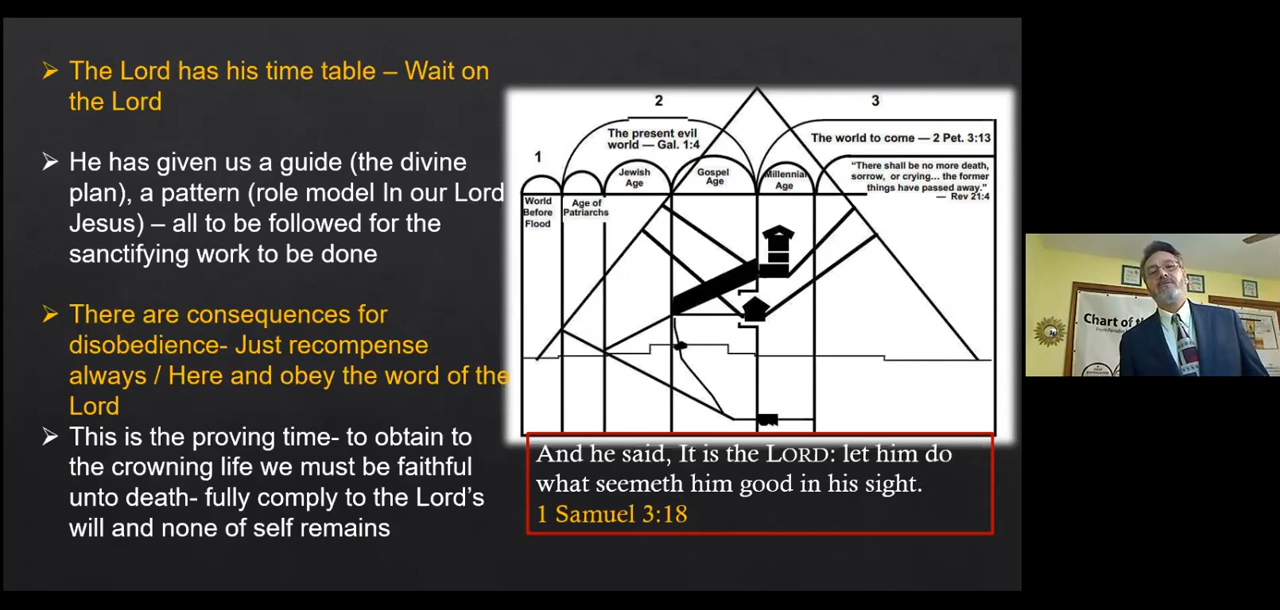 The Lord has his time table – Wait on
the Lord
He has given us a guide (the divine
plan), a pattern (role model In our Lord
Jesus) – all to be followed for the
sanctifying work to be done
There are consequences for
disobedience- Just recompense
always / Here and obey the word of the
Lord
This is the proving time- to obtain to
the crowning life we must be faithful
unto death- fully comply to the Lord's
will and none of self remains
1
2
3
The present evil
world — Gal. 1:4
The world to come — 2 Pet. 3:13
World
Before
Flood
Age of
Patriarchs
Jewish
Age
Gospel
Age
Millennial
Age
"There shall be no more death,
sorrow, or crying... the former
things have passed away."
— Rev 21:4
And he said, It is the LORD: let him do
what seemeth him good in his sight.
1 Samuel 3:18
Chart of th